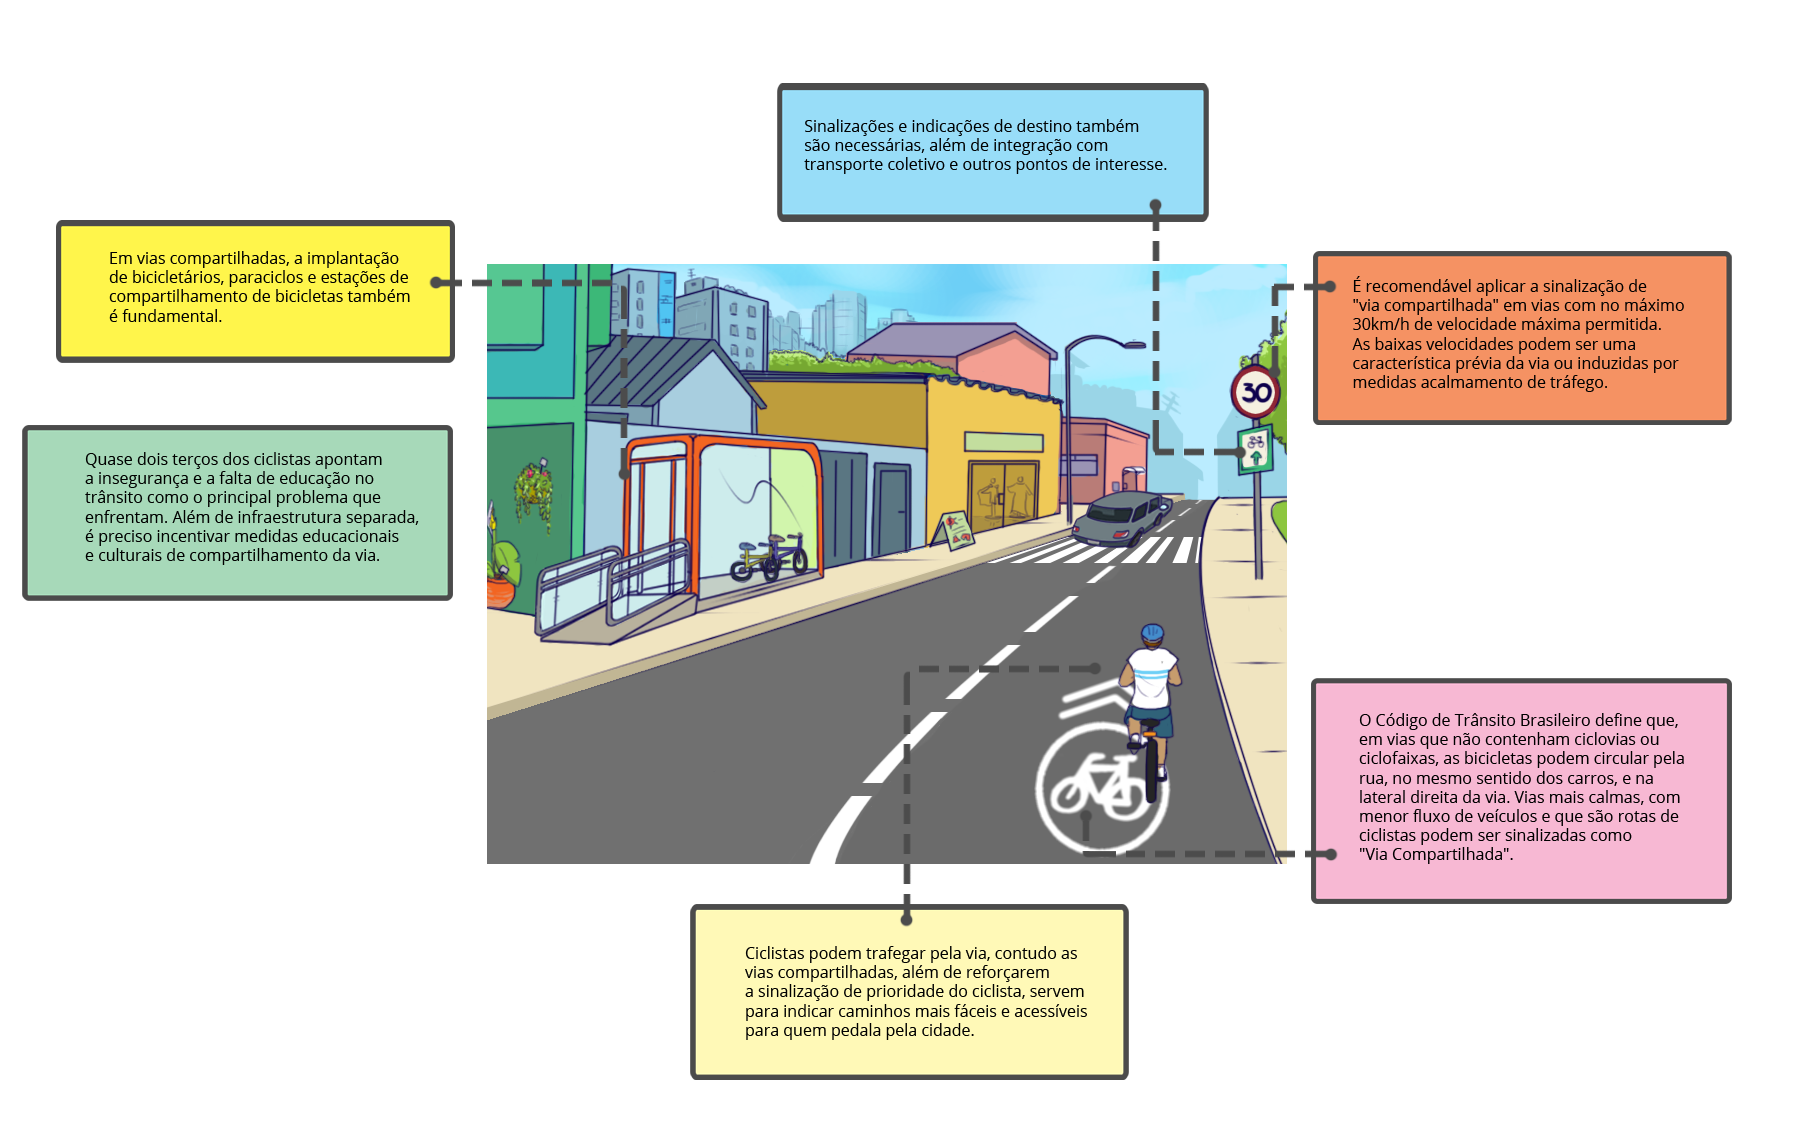 Sinalizações e indicações de destino também
são necessárias, além de integração com
transporte coletivo e outros pontos de interesse.
Em vias compartilhadas, a implantação
de bicicletários, paraciclos e estações de
compartilhamento de bicicletas também
é fundamental.
É recomendável aplicar a sinalização de
"via compartilhada" em vias com no máximo
30km/h de velocidade máxima permitida.
As baixas velocidades podem ser uma
característica prévia da via ou induzidas por
medidas acalmamento de tráfego.
30
Quase dois terços dos ciclistas apontam
a insegurança e a falta de educação no
trânsito como o principal problema que
enfrentam. Além de infraestrutura separada,
é preciso incentivar medidas educacionais
e culturais de compartilhamento da via.
O Código de Trânsito Brasileiro define que,
em vias que não contenham ciclovias ou
ciclofaixas, as bicicletas podem circular pela
rua, no mesmo sentido dos carros, e na
lateral direita da via. Vias mais calmas, com
menor fluxo de veículos e que são rotas de
ciclistas podem ser sinalizadas como
"Via Compartilhada".
Ciclistas podem trafegar pela via, contudo as
vias compartilhadas, além de reforçarem
a sinalização de prioridade do ciclista, servem
para indicar caminhos mais fáceis e acessíveis
para quem pedala pela cidade.